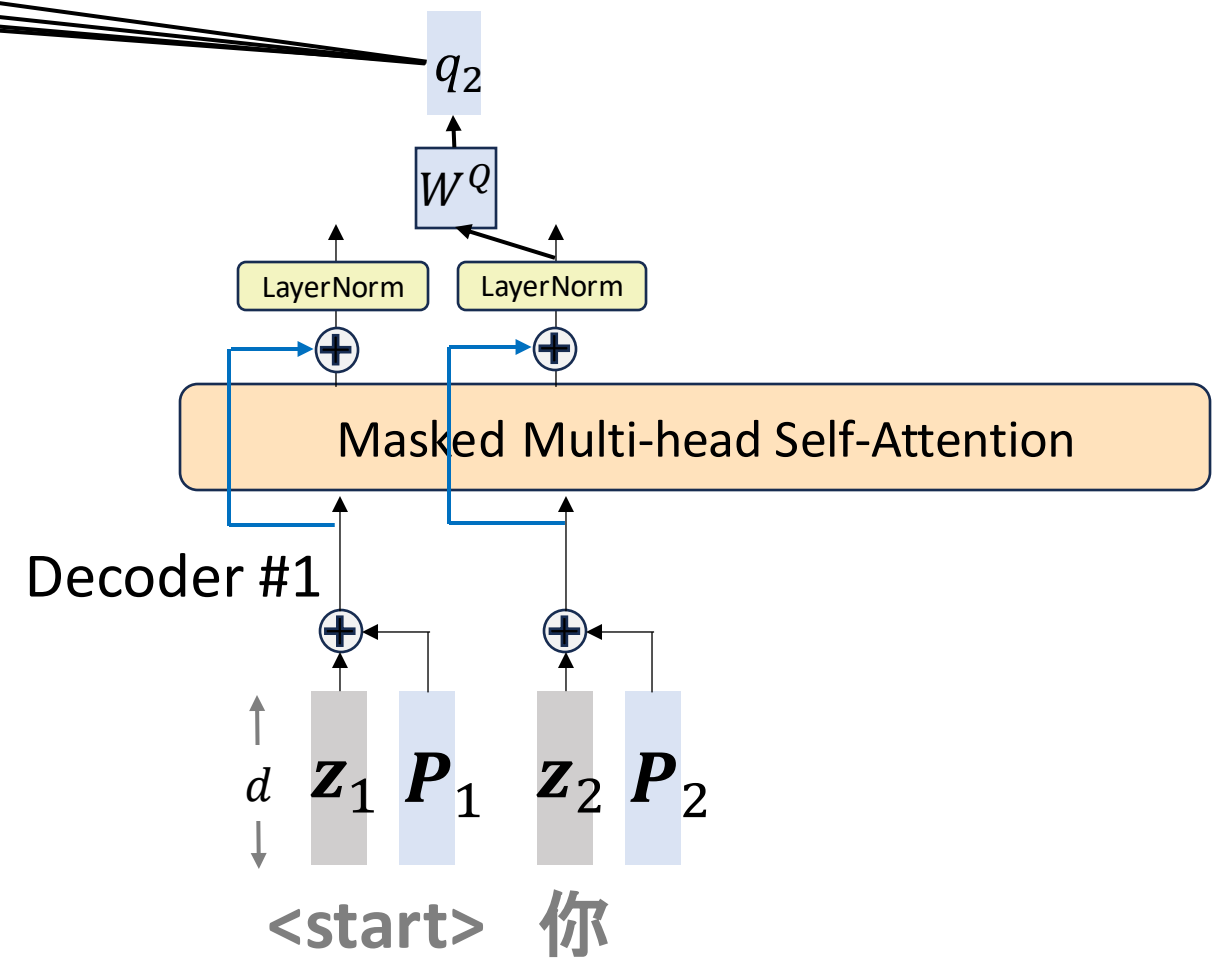 q₂
W^Q
LayerNorm LayerNorm
Masked Multi-head Self-Attention
Decoder #1
d z₁ P₁ z₂ P₂
<start> 你